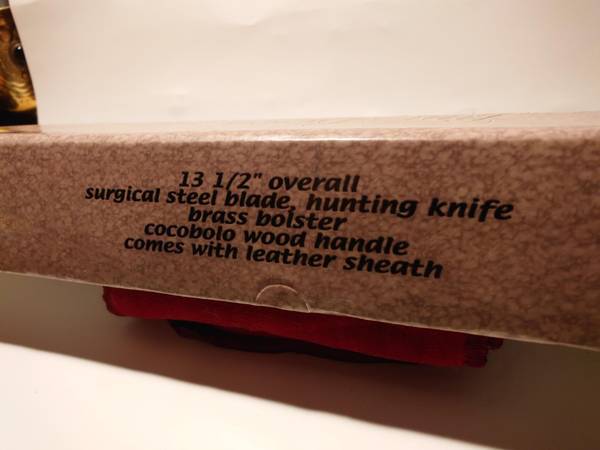 13 1/2" overall
surgical steel blade, hunting knife
brass bolster
cocobolo wood handle
comes with leather sheath